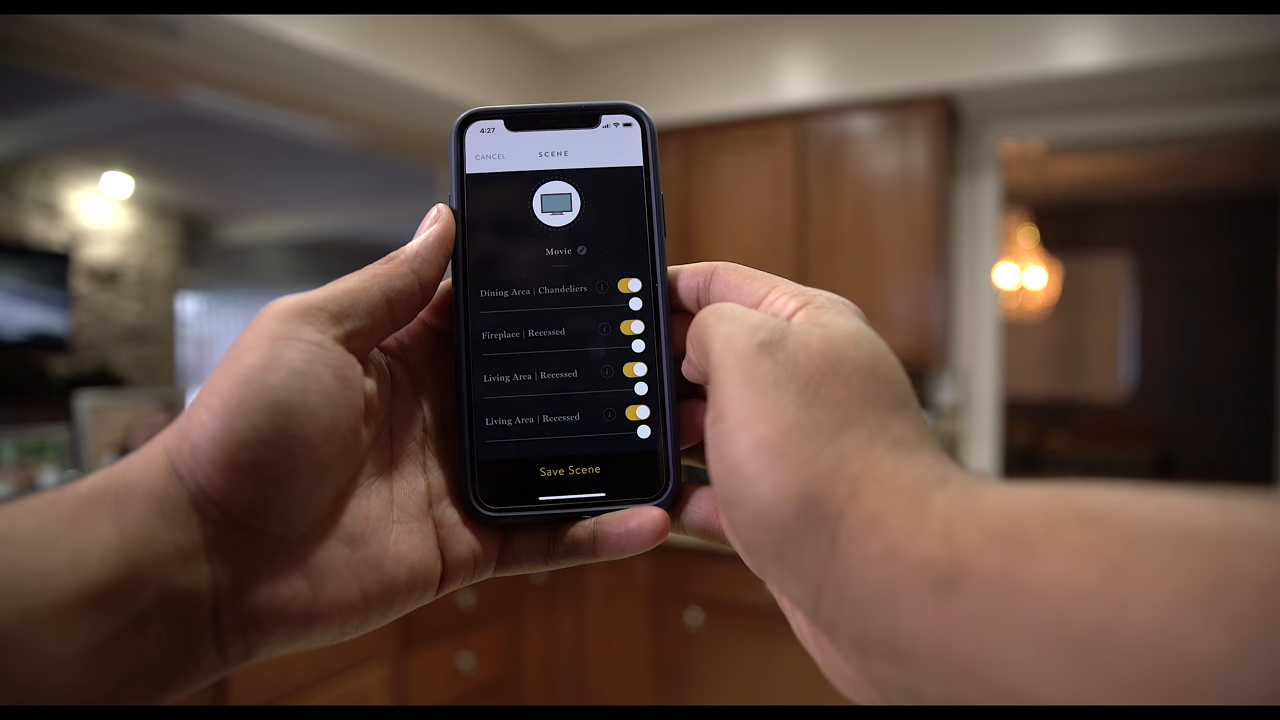 4:27
CANCEL SCENE
Movie
Dining Area | Chandeliers
Fireplace | Recessed
Living Area | Recessed
Living Area | Recessed
Save Scene